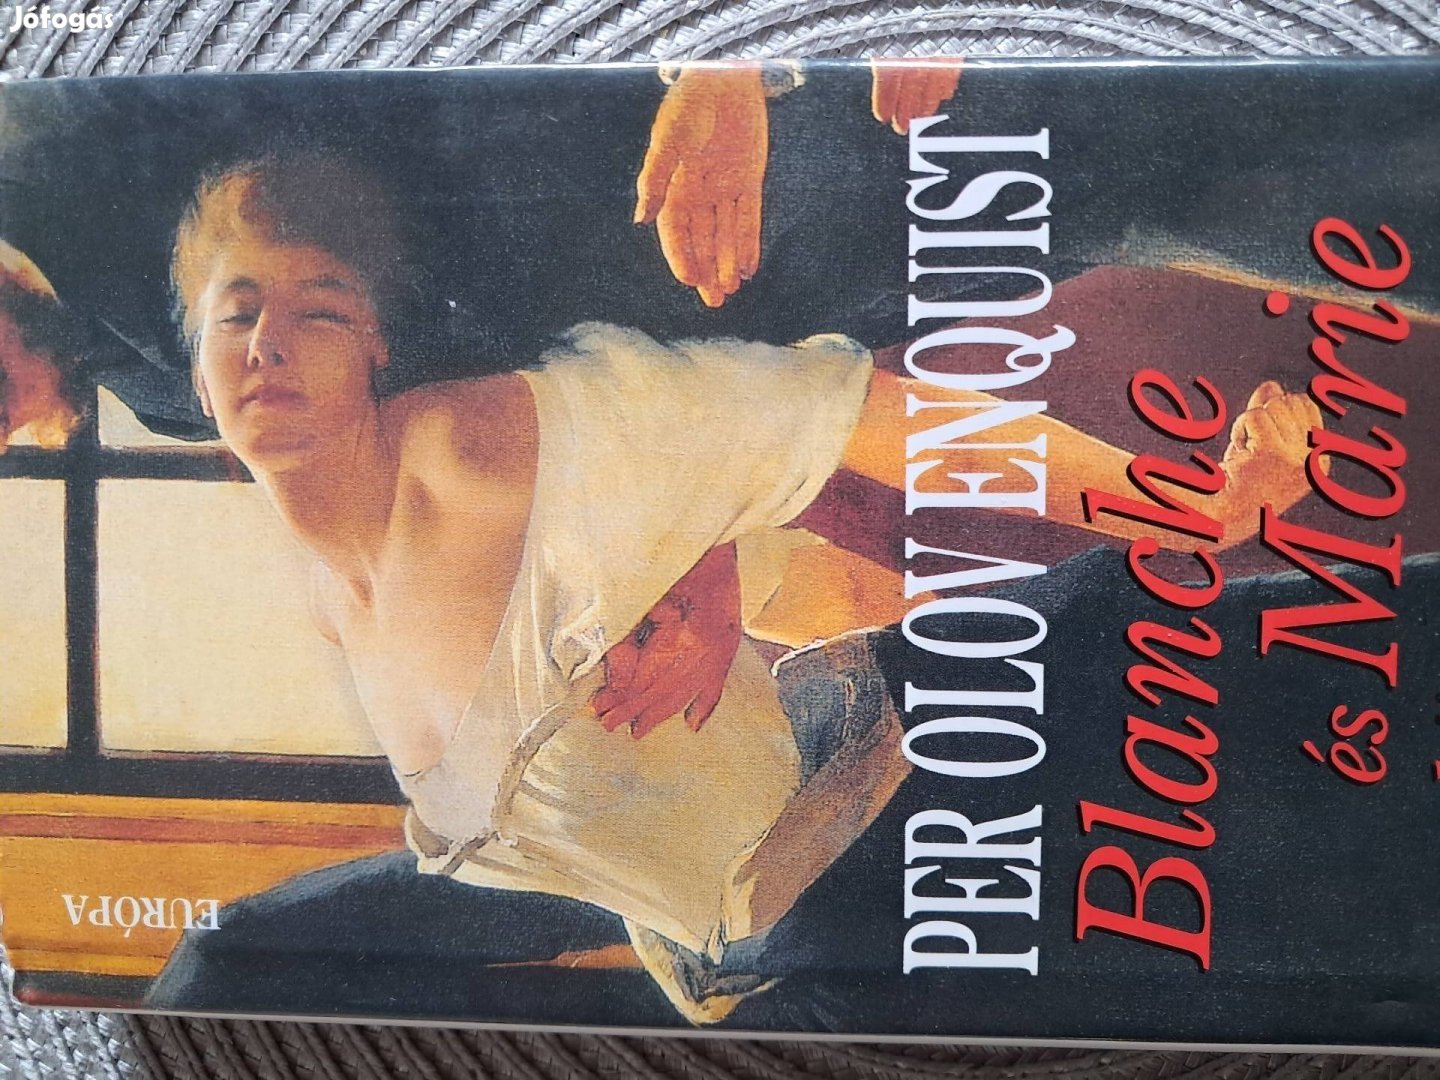 Jófogás
EURÓPA
PER OLOV ENQUIST
Blanche
és Marie